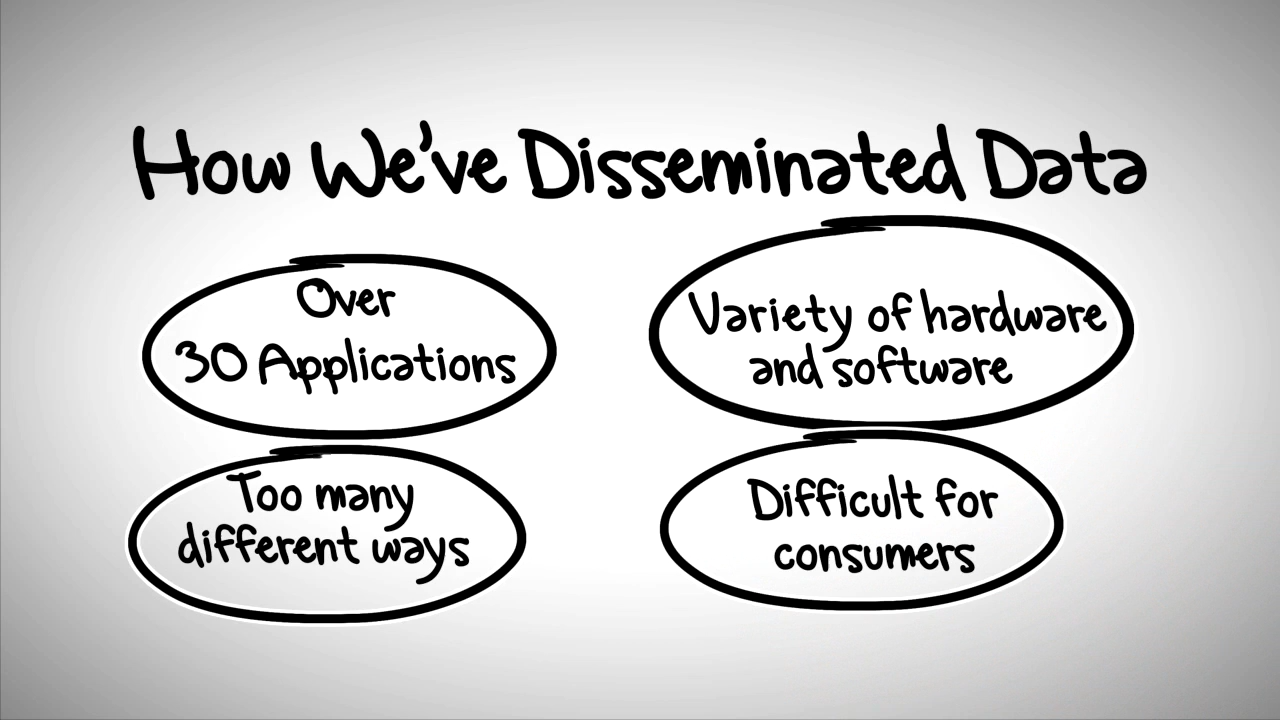 How We've Disseminated Data
Over
30 Applications
Variety of hardware
and software
Too many
different ways
Difficult for
consumers